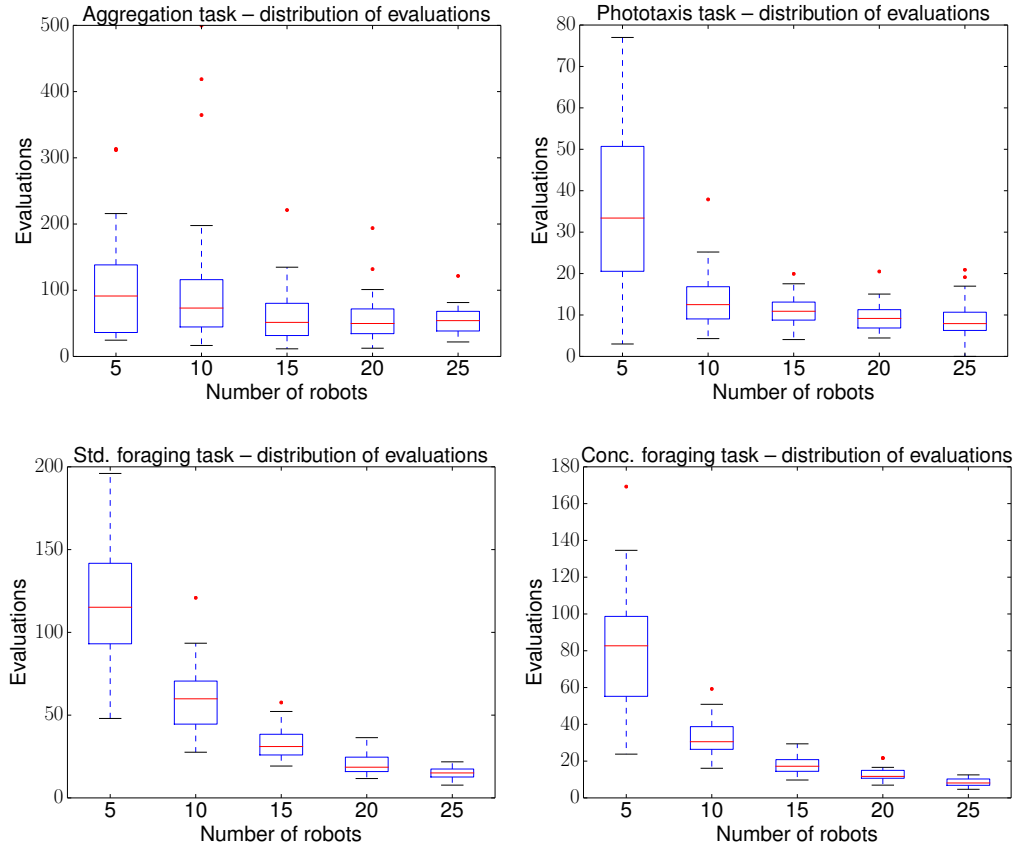 Aggregation task – distribution of evaluations
500
400
300
200
100
0
Evaluations
5 10 15 20 25
Number of robots
Phototaxis task – distribution of evaluations
80
70
60
50
40
30
20
10
0
Evaluations
5 10 15 20 25
Number of robots
Std. foraging task – distribution of evaluations
200
150
100
50
0
Evaluations
5 10 15 20 25
Number of robots
Conc. foraging task – distribution of evaluations
180
160
140
120
100
80
60
40
20
0
Evaluations
5 10 15 20 25
Number of robots